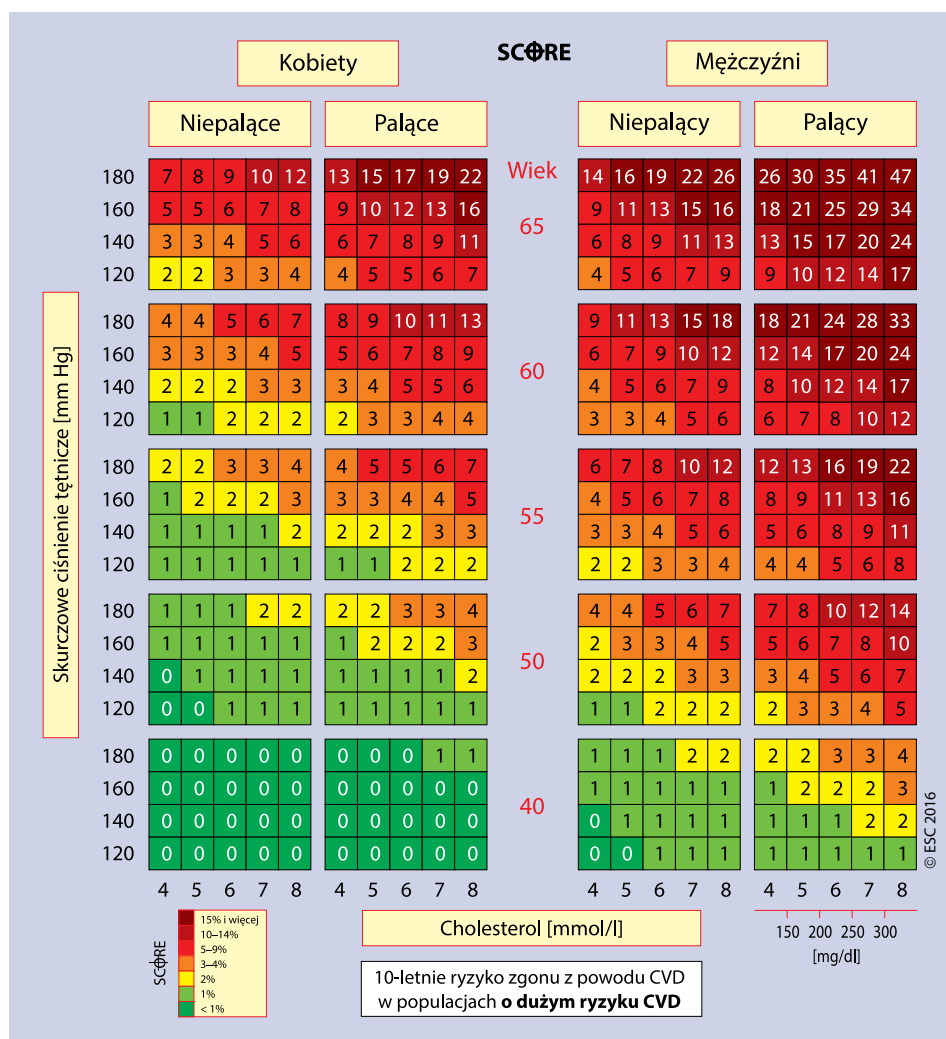 Kobiety
SCORE
Mężczyźni
Niepalące
Palące
Niepalący
Palący
Wiek
Skurczowe ciśnienie tętnicze [mm Hg]
180 7 8 9 10 12 13 15 17 19 22 14 16 19 22 26 26 30 35 41 47
160 5 5 6 7 8 9 10 12 13 16 9 11 13 15 16 18 21 25 29 34
65
140 3 3 4 5 6 6 7 8 9 11 6 8 9 11 13 13 15 17 20 24
120 2 2 3 3 4 4 5 5 6 7 4 5 6 7 9 9 10 12 14 17
180 4 4 5 6 7 8 9 10 11 13 9 11 13 15 18 18 21 24 28 33
160 3 3 3 4 5 5 6 7 8 9 6 7 9 10 12 12 14 17 20 24
60
140 2 2 2 3 3 3 4 5 5 6 4 5 6 7 9 8 10 12 14 17
120 1 1 2 2 2 2 3 3 4 4 3 3 4 5 6 6 7 8 10 12
180 2 2 3 3 4 4 5 5 6 7 6 7 8 10 12 12 13 16 19 22
160 1 2 2 2 3 3 3 4 4 5 4 5 6 7 8 8 9 11 13 16
55
140 1 1 1 1 2 2 2 2 3 3 3 3 4 5 6 5 6 8 9 11
120 1 1 1 1 1 1 1 2 2 2 2 2 3 3 4 4 4 5 6 8
180 1 1 1 2 2 2 2 3 3 4 4 4 5 6 7 7 8 10 12 14
160 1 1 1 1 1 1 2 2 2 3 2 3 3 4 5 5 6 7 8 10
50
140 0 1 1 1 1 1 1 1 1 2 2 2 2 3 3 3 4 5 6 7
120 0 0 1 1 1 1 1 1 1 1 1 1 2 2 2 2 3 3 4 5
180 0 0 0 0 0 0 0 0 1 1 1 1 1 2 2 2 2 3 3 4
160 0 0 0 0 0 0 0 0 0 0 1 1 1 1 1 1 2 2 2 3
40
140 0 0 0 0 0 0 0 0 0 0 0 1 1 1 1 1 1 1 2 2
120 0 0 0 0 0 0 0 0 0 0 0 0 1 1 1 1 1 1 1 1
4 5 6 7 8 4 5 6 7 8 4 5 6 7 8 4 5 6 7 8
© ESC 2016
Cholesterol [mmol/l]
150 200 250 300
[mg/dl]
SCORE
15% i więcej
10–14%
5–9%
3–4%
2%
1%
< 1%
10-letnie ryzyko zgonu z powodu CVD
w populacjach o dużym ryzyku CVD